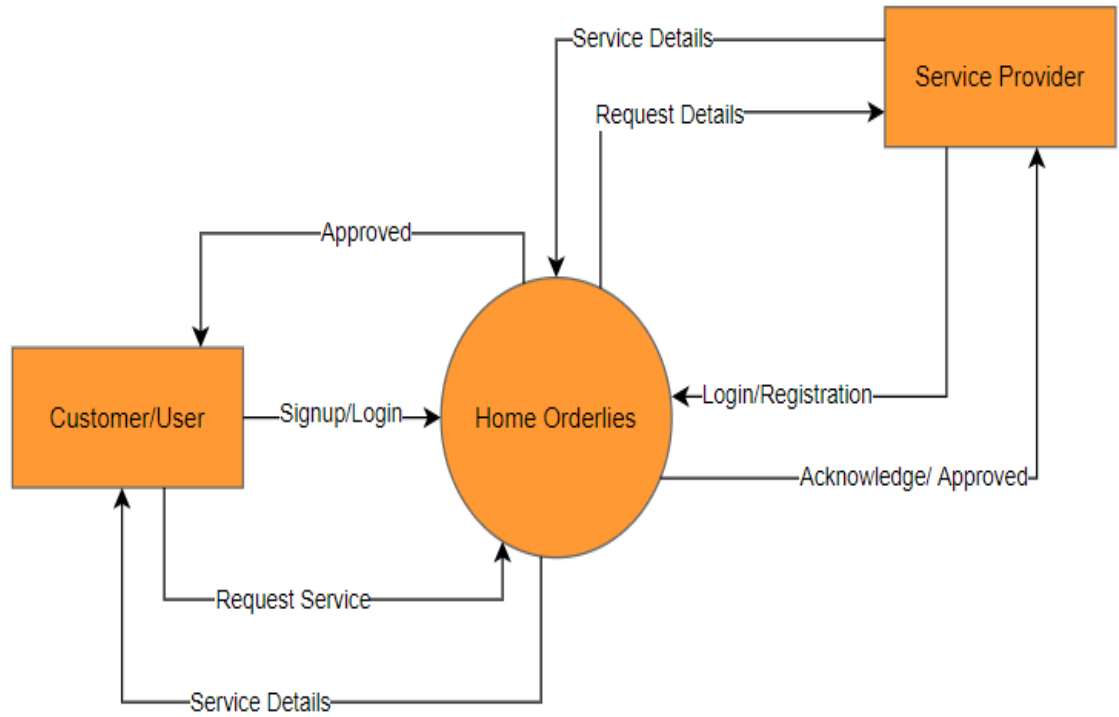 Service Details
Service Provider
Request Details
Approved
Login/Registration
Customer/User
Signup/Login
Home Orderlies
Acknowledge/ Approved
Request Service
Service Details